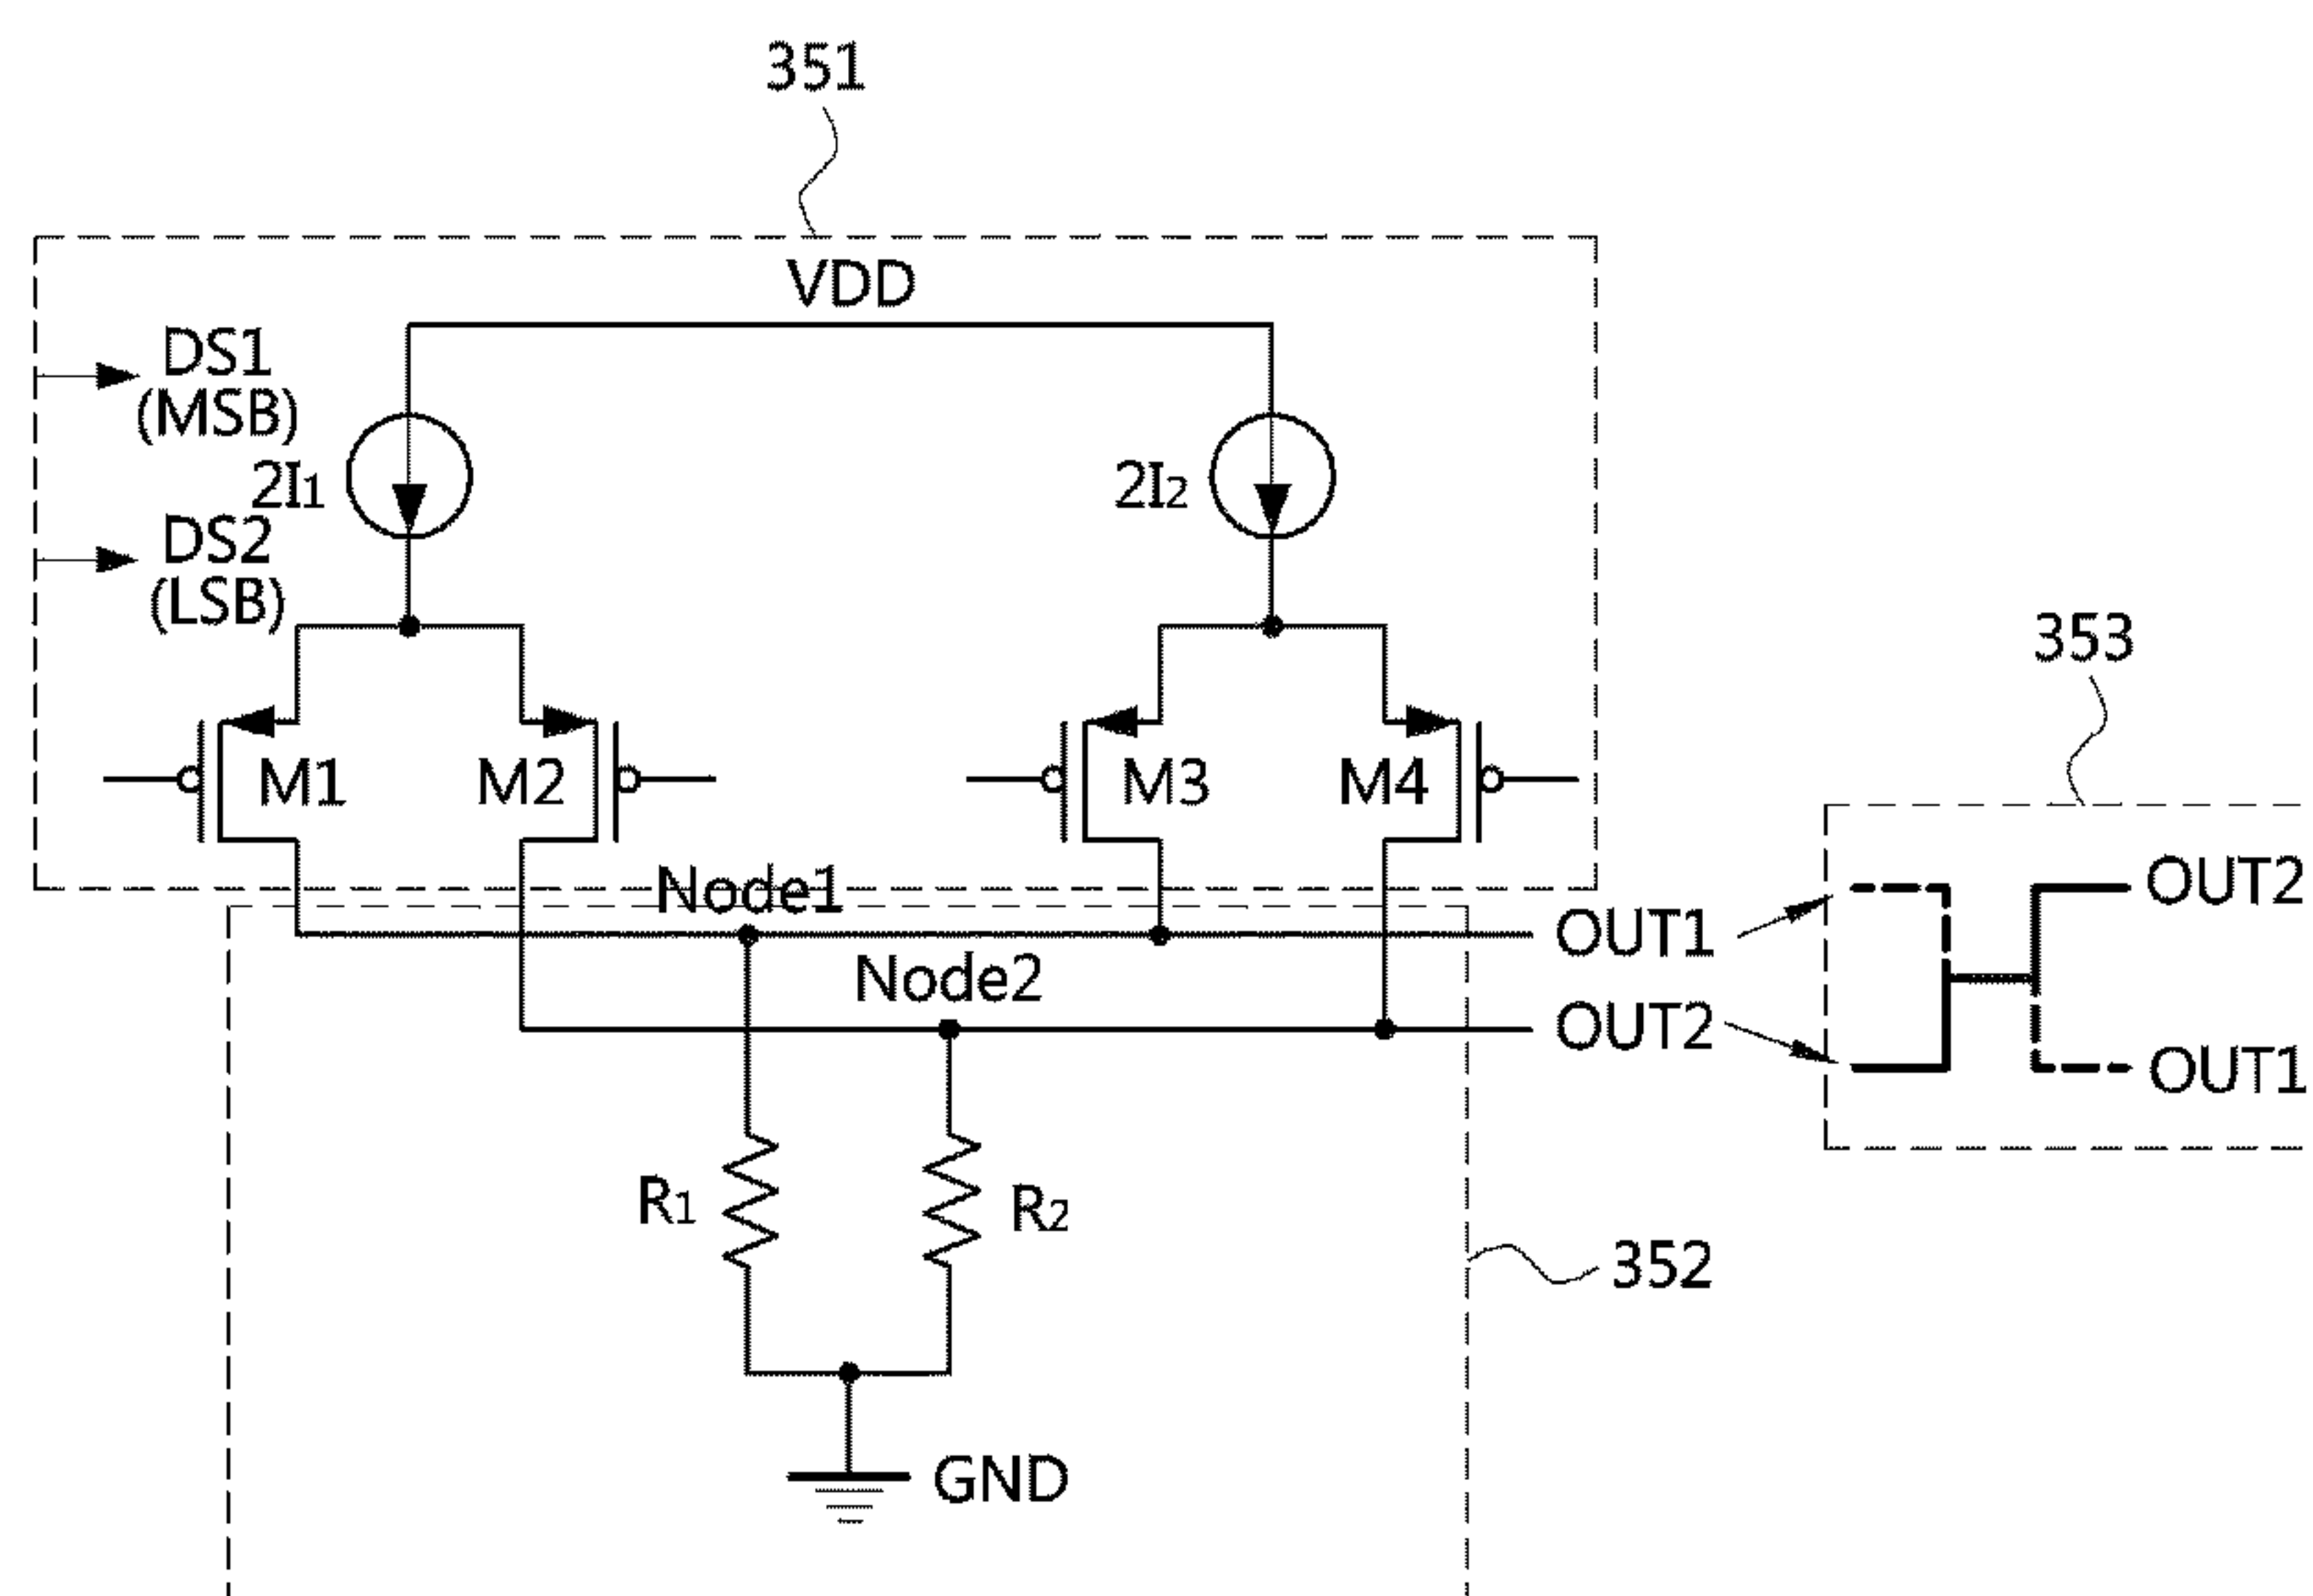 351
VDD
DS1
(MSB)
2I₁
2I₂
DS2
(LSB)
353
M1
M2
M3
M4
Node1
OUT2
OUT1
Node2
OUT2
OUT1
R₁
R₂
352
GND